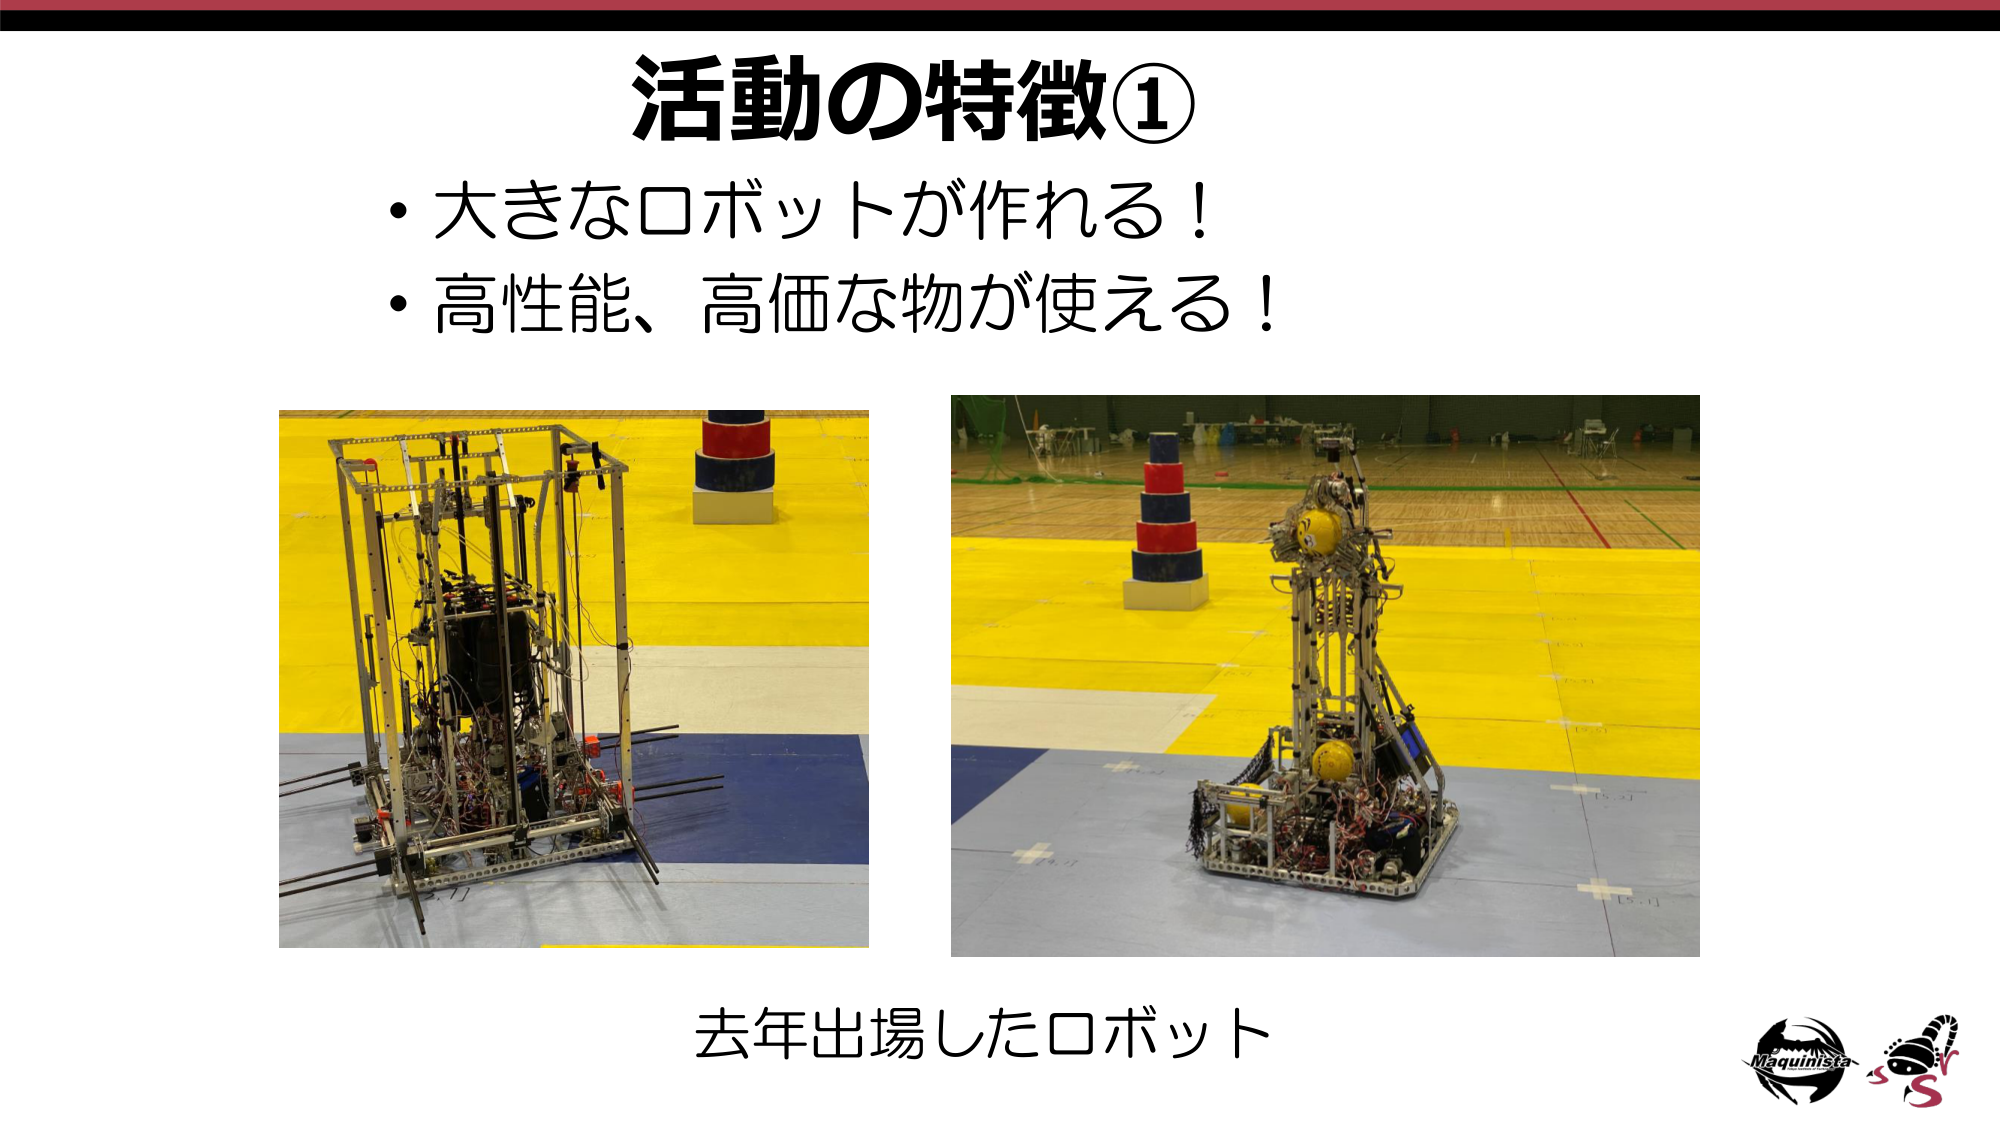 活動の特徴①
• 大きなロボットが作れる！
• 高性能、高価な物が使える！
去年出場したロボット
Maquinista
srS